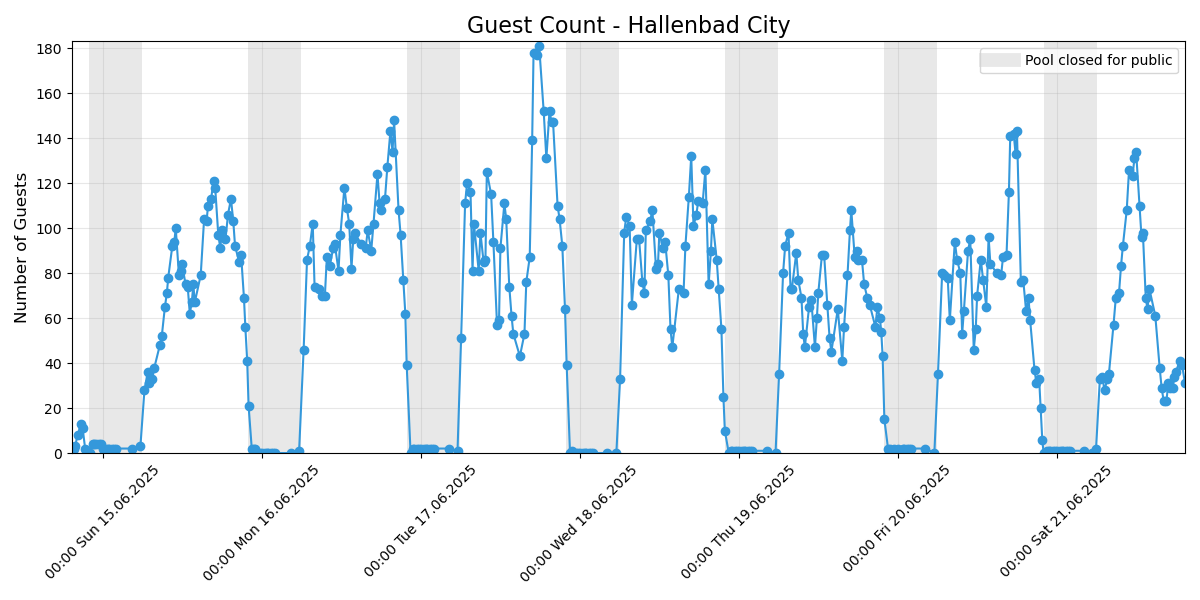 Guest Count - Hallenbad City
Pool closed for public
Number of Guests
180
160
140
120
100
80
60
40
20
0
00:00 Sun 15.06.2025
00:00 Mon 16.06.2025
00:00 Tue 17.06.2025
00:00 Wed 18.06.2025
00:00 Thu 19.06.2025
00:00 Fri 20.06.2025
00:00 Sat 21.06.2025